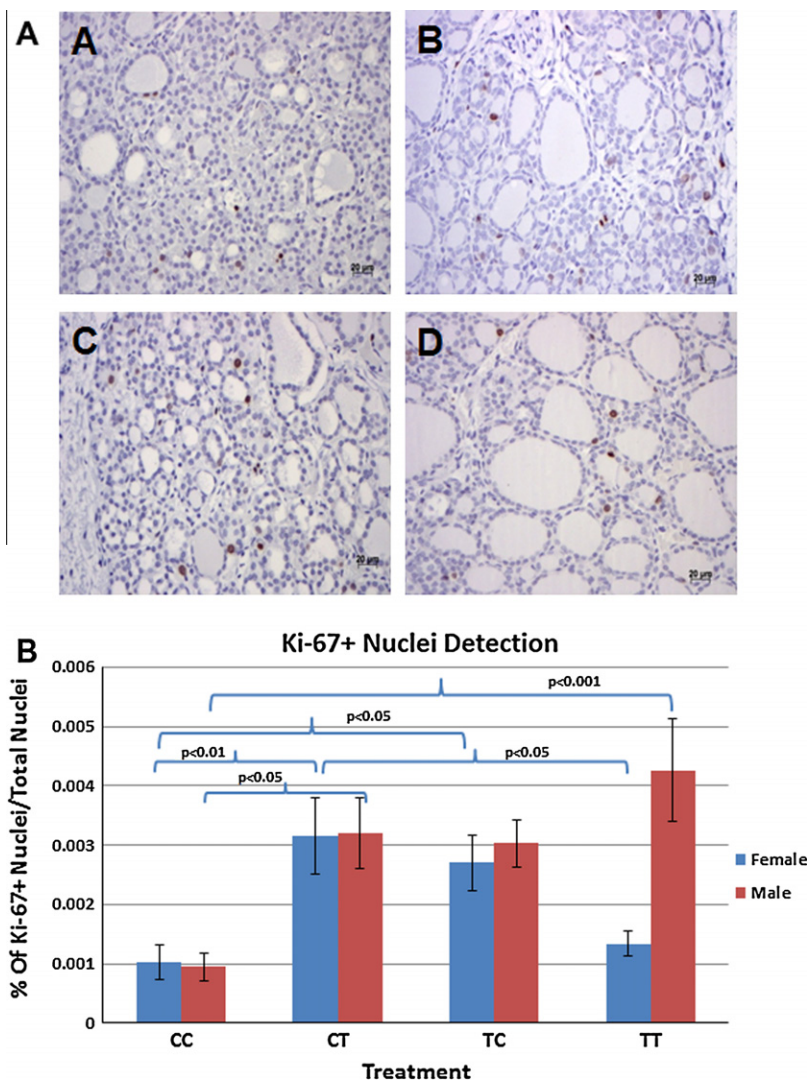 A
A
B
20 µm
20 µm
C
D
20 µm
20 µm
B
Ki-67+ Nuclei Detection
% Of Ki-67+ Nuclei/Total Nuclei
0.006
0.005
0.004
0.003
0.002
0.001
0
p<0.001
p<0.05
p<0.01
p<0.05
p<0.05
Female
Male
CC
CT
TC
TT
Treatment